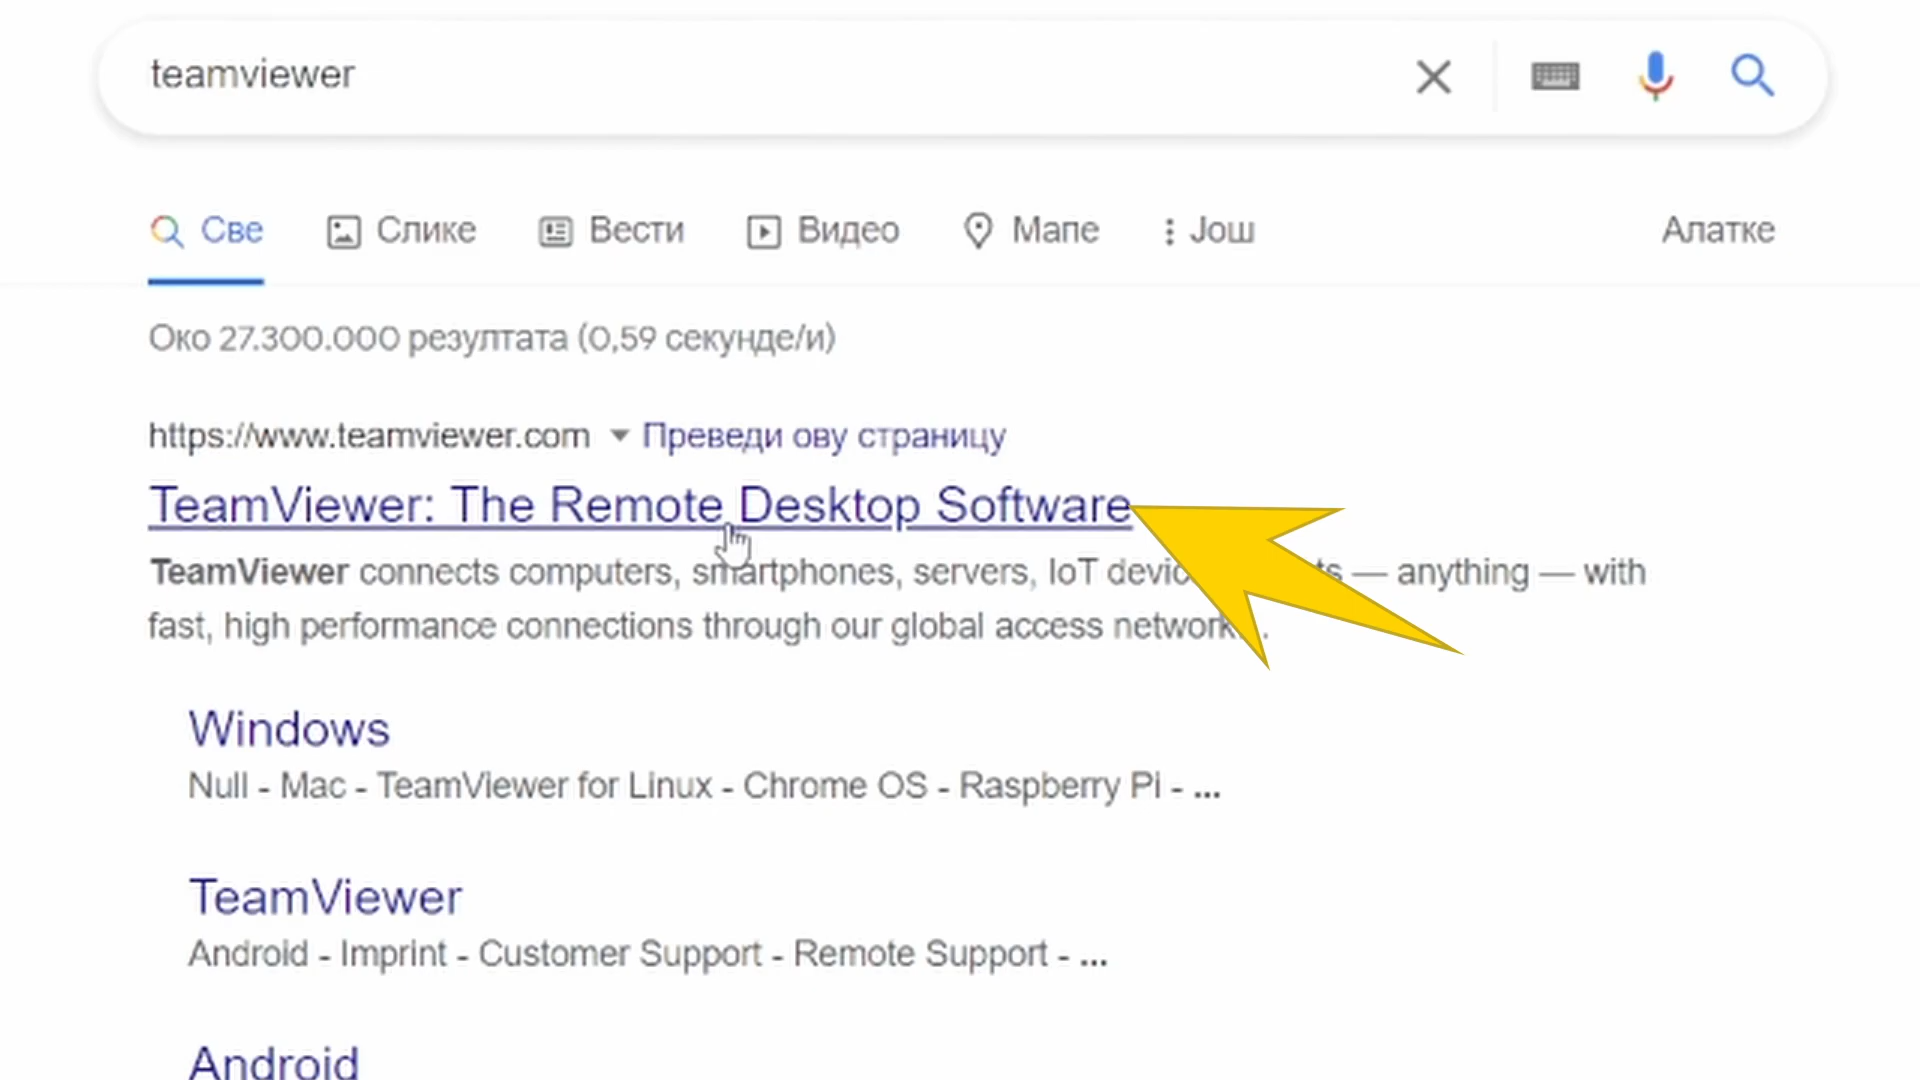 teamviewer
Све Слике Вести Видео Мапе Још Алатке
Око 27.300.000 резултата (0,59 секунде/и)
https://www.teamviewer.com Преведи ову страницу
TeamViewer: The Remote Desktop Software
TeamViewer connects computers, smartphones, servers, IoT — anything — with
fast, high performance connections through our global access network
Windows
Null - Mac - TeamViewer for Linux - Chrome OS - Raspberry Pi - ...
TeamViewer
Android - Imprint - Customer Support - Remote Support - ...
Android